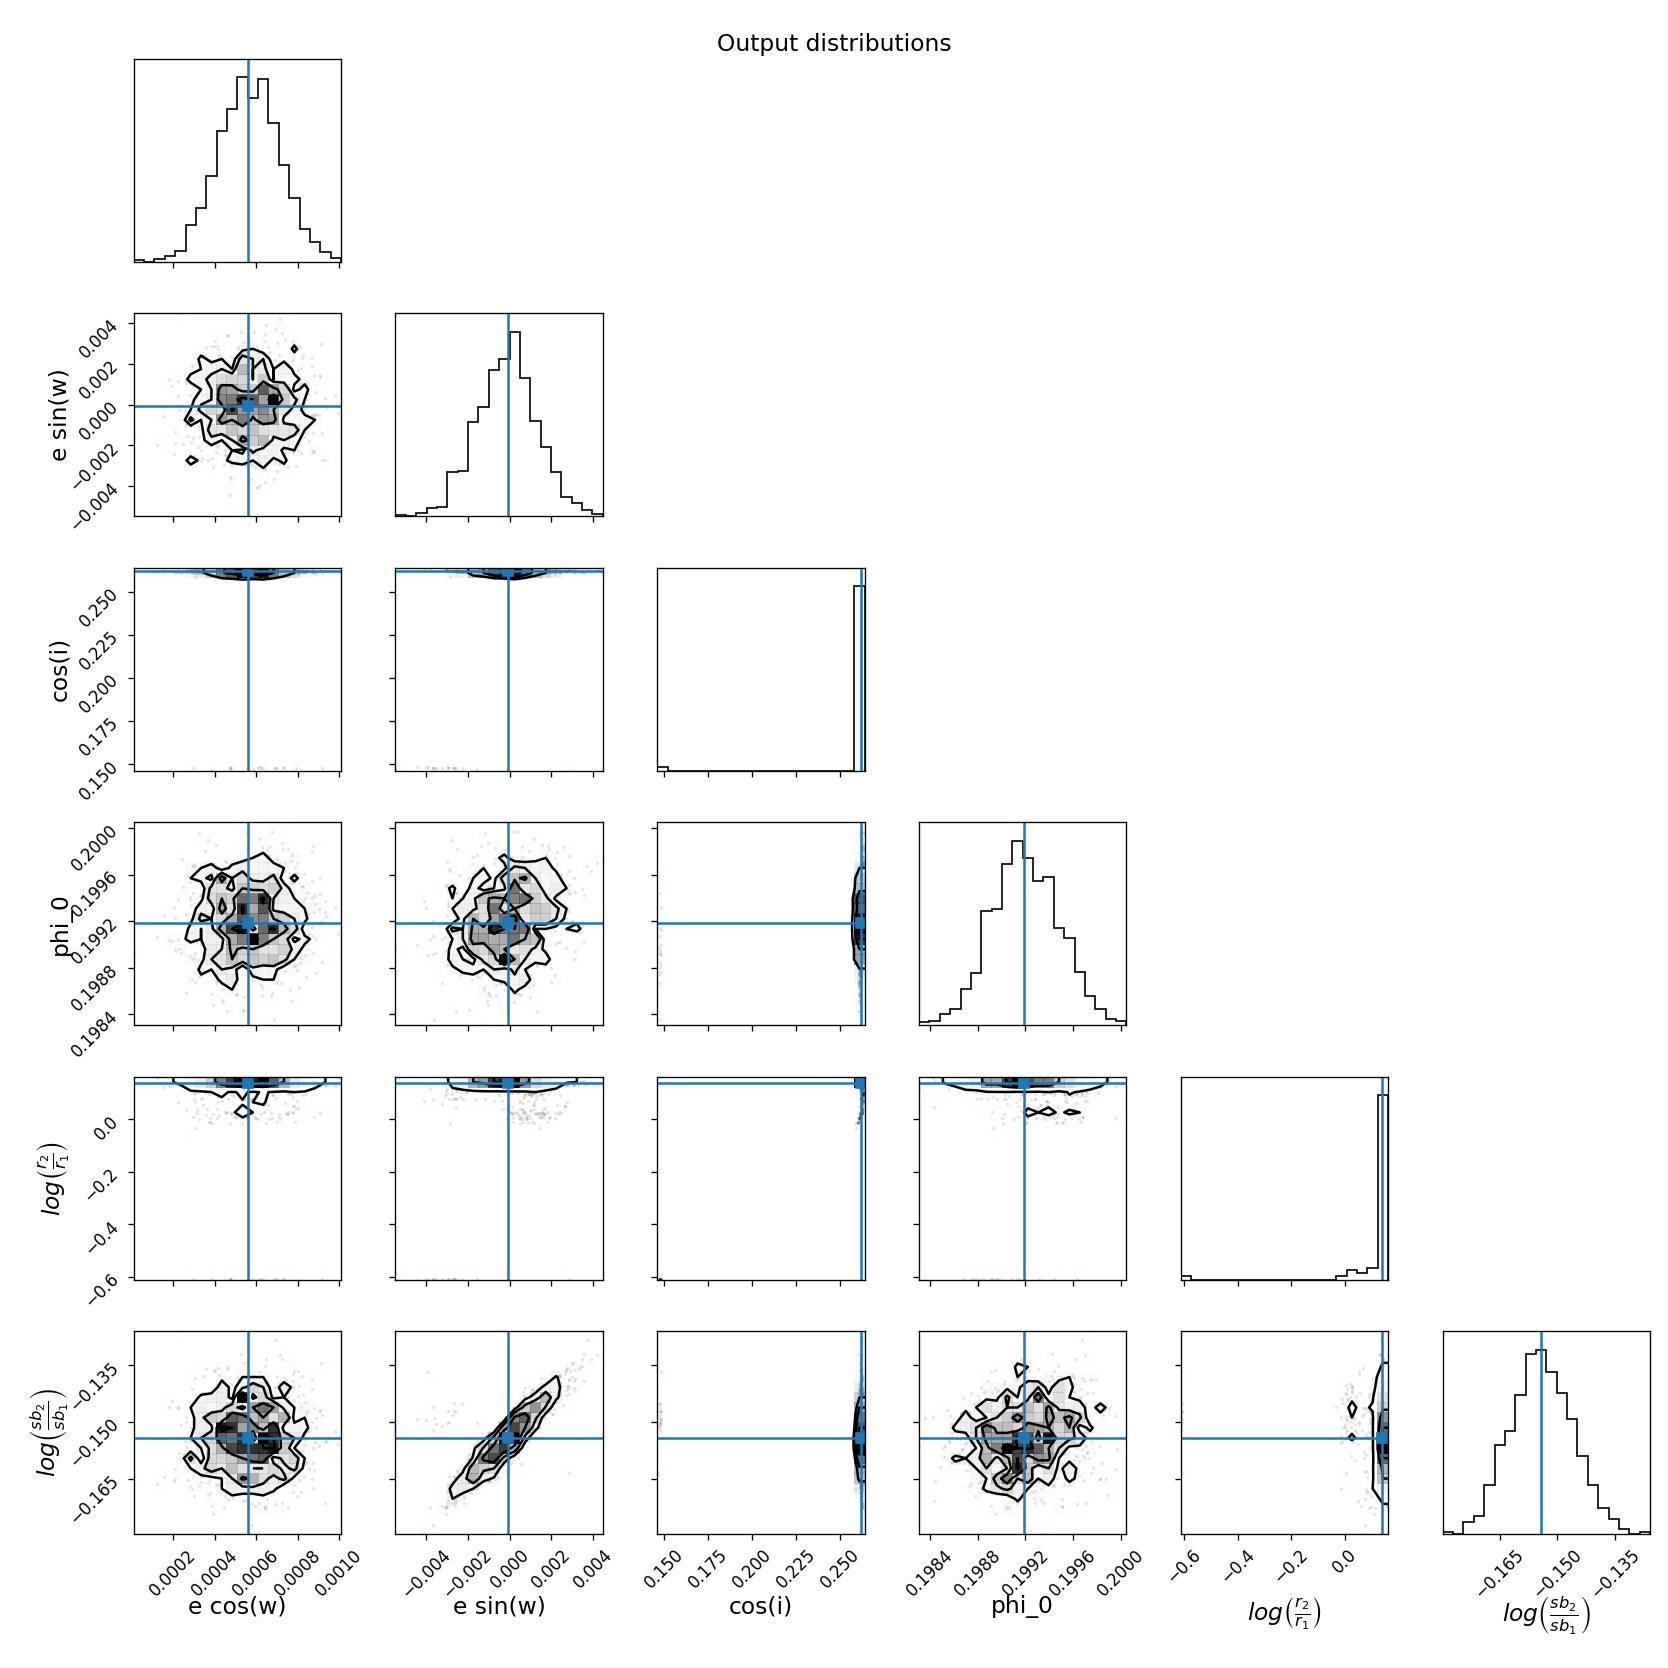 Output distributions
e sin(w)
0.004
0.002
0.000
−0.002
−0.004
cos(i)
0.250
0.225
0.200
0.175
0.150
phi_0
0.2000
0.1996
0.1992
0.1988
0.1984
log(r2/r1)
0.0
−0.2
−0.4
−0.6
log(sb2/sb1)
−0.135
−0.150
−0.165
0.0002 0.0004 0.0006 0.0008 0.0010
−0.004 −0.002 0.000 0.002 0.004
0.150 0.175 0.200 0.225 0.250
0.1984 0.1988 0.1992 0.1996 0.2000
−0.6 −0.4 −0.2 0.0
−0.165 −0.150 −0.135
e cos(w) e sin(w) cos(i) phi_0 log(r2/r1) log(sb2/sb1)